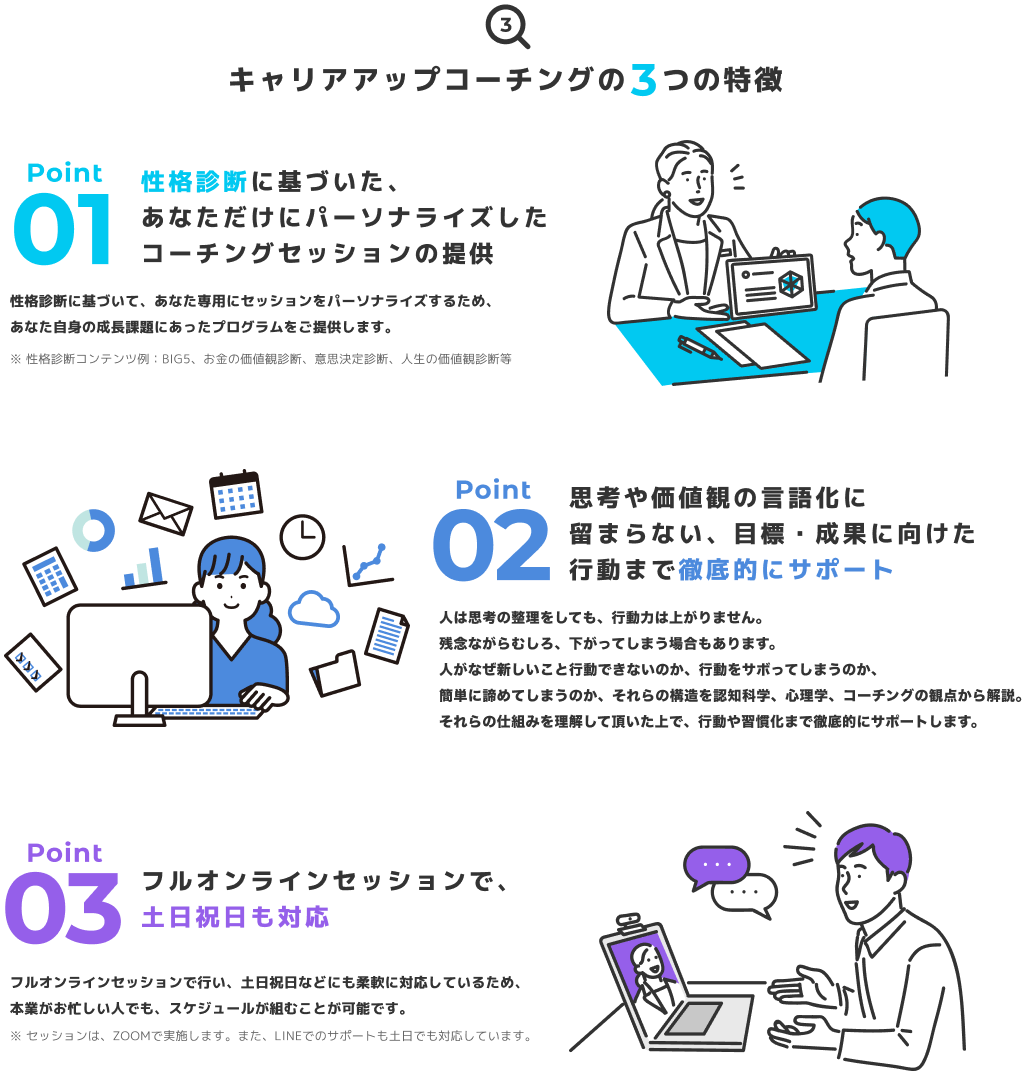 3
キャリアアップコーチングの3つの特徴
Point
01
性格診断に基づいた、
あなただけにパーソナライズした
コーチングセッションの提供
性格診断に基づいて、あなた専用にセッションをパーソナライズするため、
あなた自身の成長課題にあったプログラムをご提供します。
※ 性格診断コンテンツ例：BIG5、お金の価値観診断、意思決定診断、人生の価値観診断等
Point
02
思考や価値観の言語化に
留まらない、目標・成果に向けた
行動まで徹底的にサポート
人は思考の整理をしても、行動力は上がりません。
残念ながらむしろ、下がってしまう場合もあります。
人がなぜ新しいこと行動できないのか、行動をサボってしまうのか、
簡単に諦めてしまうのか、それらの構造を認知科学、心理学、コーチングの観点から解説。
それらの仕組みを理解して頂いた上で、行動や習慣化まで徹底的にサポートします。
Point
03
フルオンラインセッションで、
土日祝日も対応
フルオンラインセッションで行い、土日祝日などにも柔軟に対応しているため、
本業がお忙しい人でも、スケジュールが組むことが可能です。
※ セッションは、ZOOMで実施します。また、LINEでのサポートも土日でも対応しています。